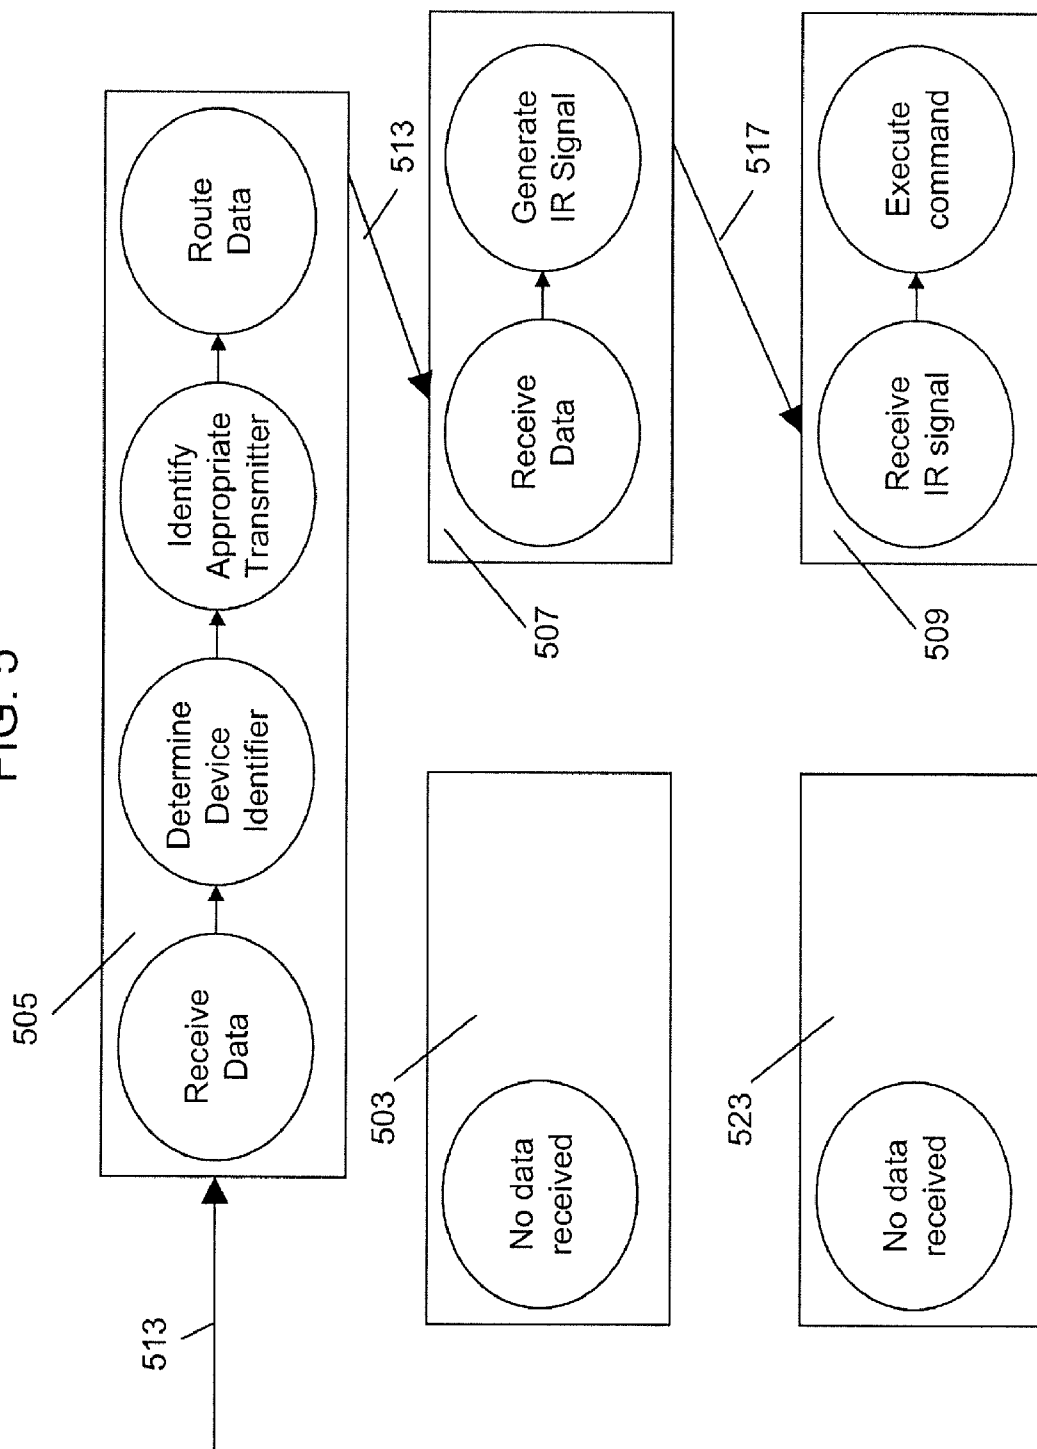 FIG. 5
505
Receive
Data
Determine
Device
Identifier
Identify
Appropriate
Transmitter
Route
Data
513
513
503
No data
received
507
Receive
Data
Generate
IR Signal
517
523
No data
received
509
Receive
IR signal
Execute
command